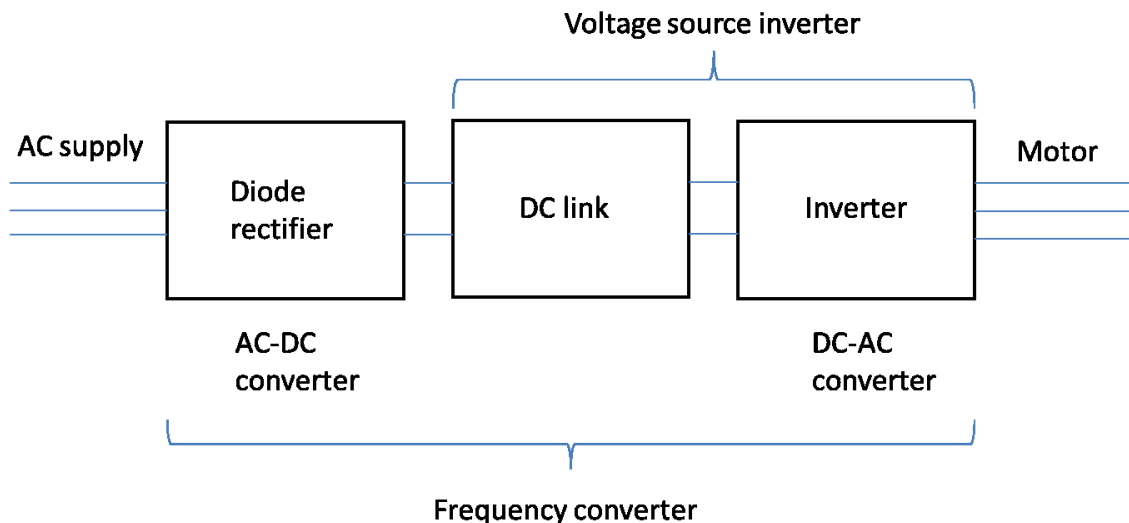 Voltage source inverter
AC supply
Motor
Diode
rectifier
DC link
Inverter
AC-DC
converter
DC-AC
converter
Frequency converter